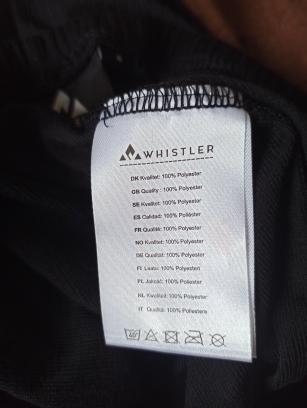 WHISTLER
DK Kvalitet: 100% Polyester
GB Quality : 100% Polyester
SE Kvalitet: 100% Polyester
ES Calidad: 100% Poliéster
FR Qualité: 100% Polyester
NO Kvalitet: 100% Polyester
DE Qualität: 100% Polyester
FI Laatu: 100% Polyesteri
PL Jakość: 100% Polyester
NL Kwaliteit: 100% Polyester
IT Qualità: 100% Poliestere